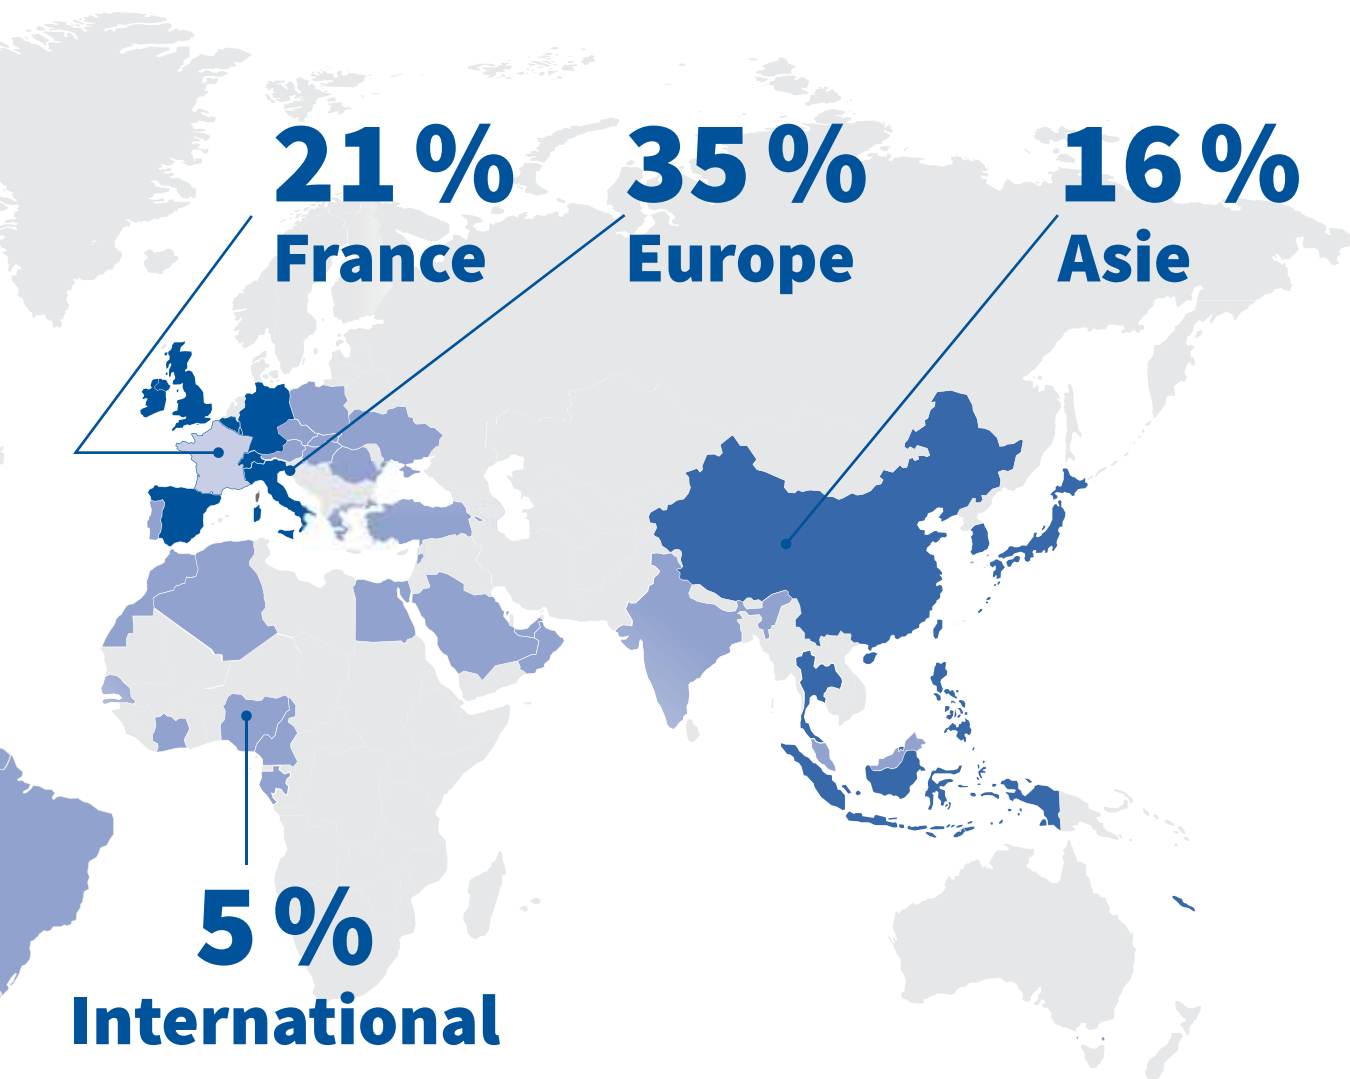 21 %
France
35 %
Europe
16 %
Asie
5 %
International